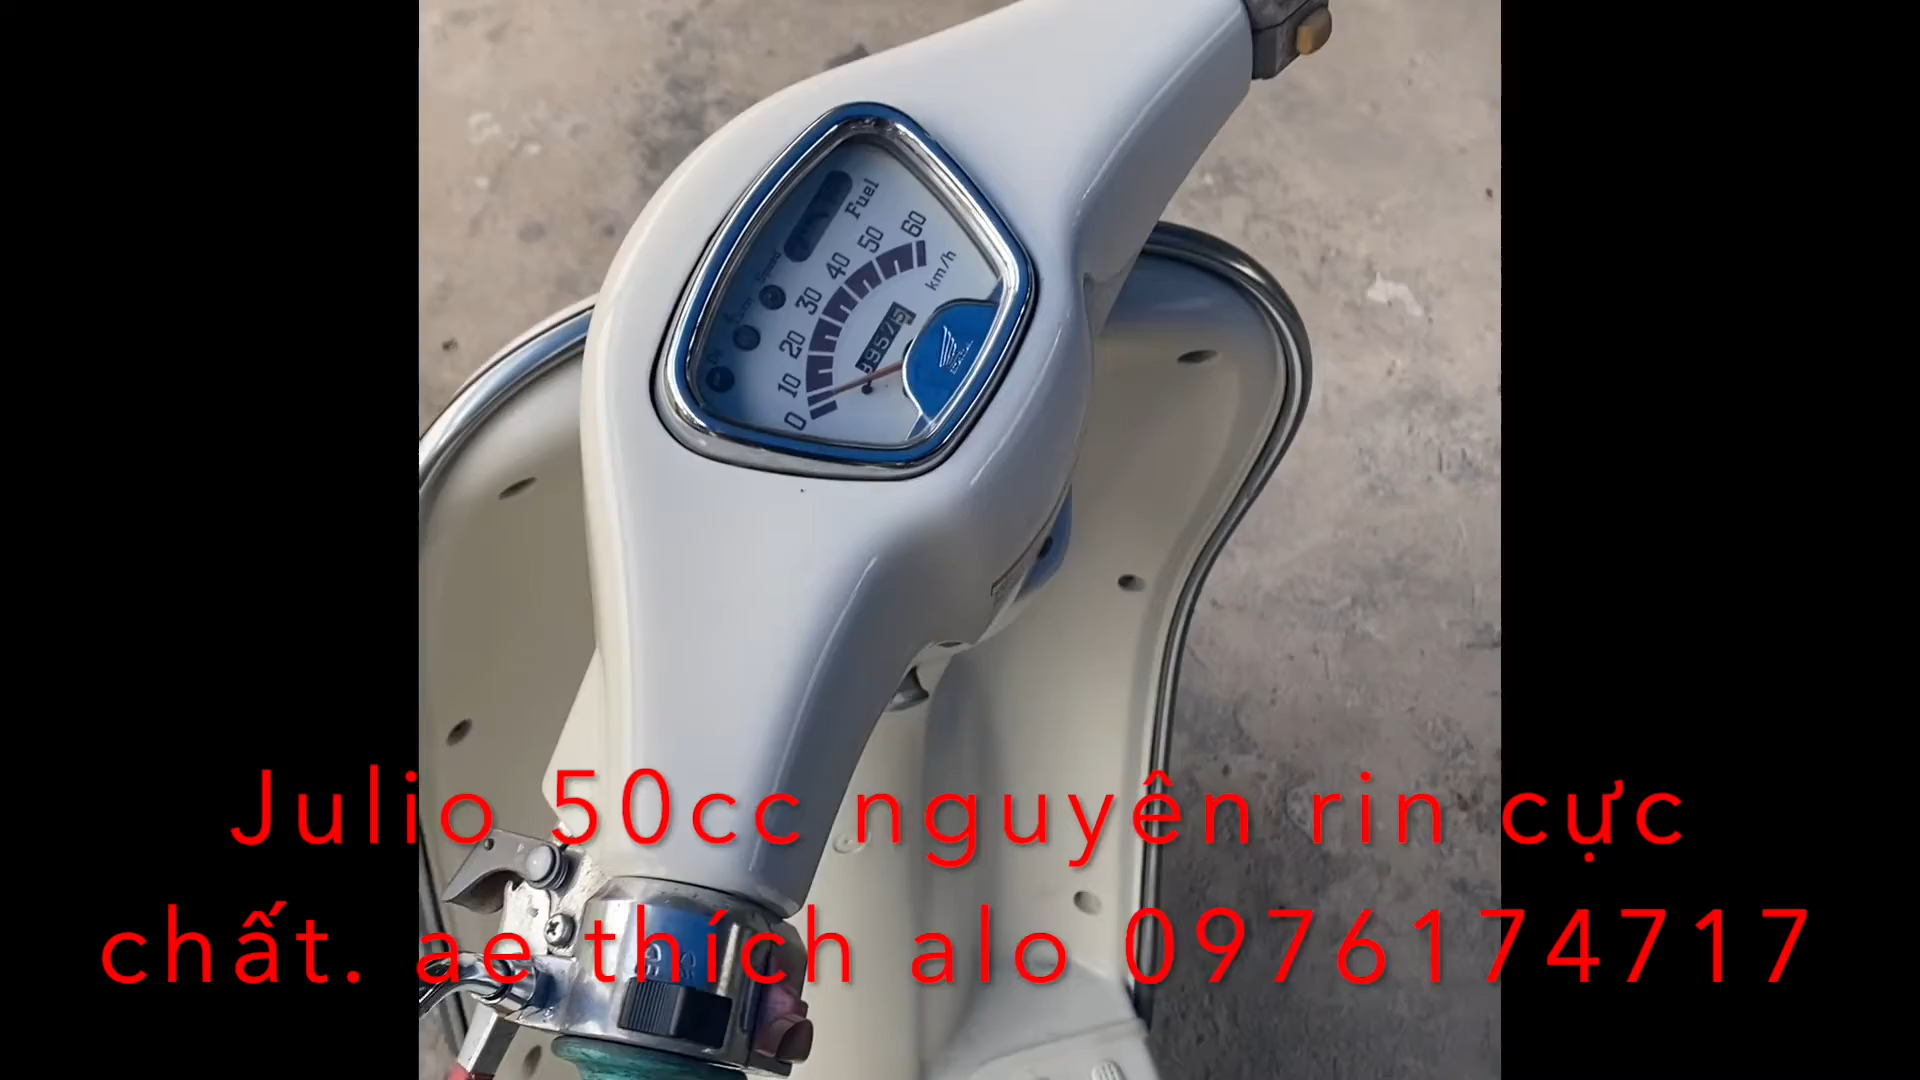 Fuel
Speed
60
50
40
30
20
10
0
km/h
Julio 50cc nguyên rin cực
chất. ae thích alo 0976174717